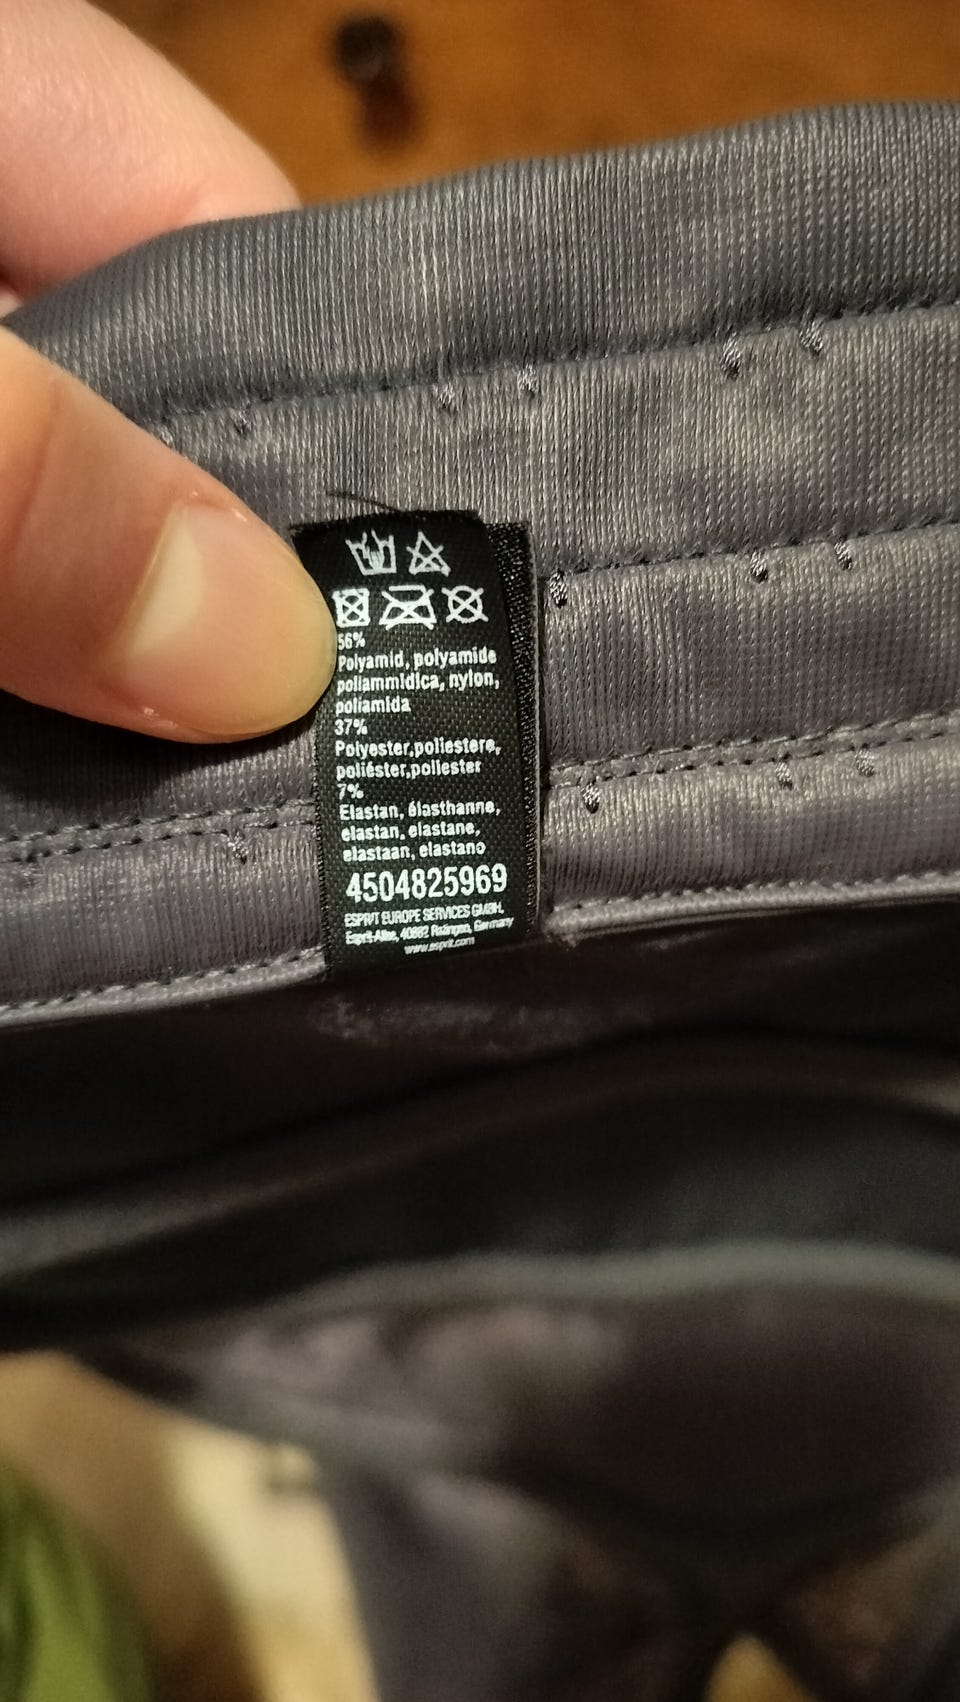 56%
Polyamid, polyamide
poliammidica, nylon,
poliamida
37%
Polyester,poliestere,
poliéster,poliester
7%
Elastan, élasthanne,
elastan, elastane,
elastaan, elastano
4504825969
ESPRIT EUROPE SERVICES GMBH,
Esprit-Allee, 40882 Ratingen, Germany
www.esprit.com